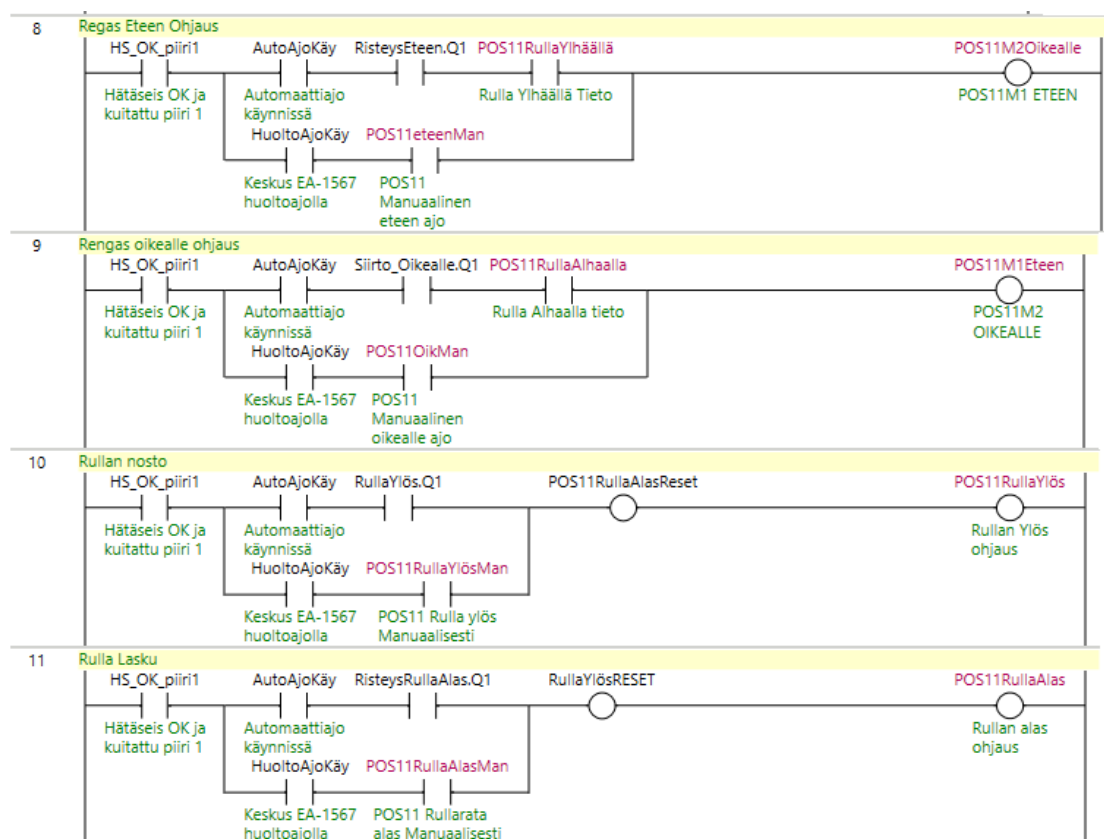 8 Regas Eteen Ohjaus
HS_OK_piiri1 AutoAjoKäy RisteysEteen.Q1 POS11RullaYlhäällä POS11M2Oikealle
Hätäseis OK ja Automaattiajo Rulla Ylhäällä Tieto POS11M1 ETEEN
kuitattu piiri 1 käynnissä
HuoltoAjoKäy POS11eteenMan
Keskus EA-1567 POS11
huoltoajolla Manuaalinen
eteen ajo
9 Rengas oikealle ohjaus
HS_OK_piiri1 AutoAjoKäy Siirto_Oikealle.Q1 POS11RullaAlhaalla POS11M1Eteen
Hätäseis OK ja Automaattiajo Rulla Alhaalla tieto POS11M2
kuitattu piiri 1 käynnissä OIKEALLE
HuoltoAjoKäy POS11OikMan
Keskus EA-1567 POS11
huoltoajolla Manuaalinen
oikealle ajo
10 Rullan nosto
HS_OK_piiri1 AutoAjoKäy RullaYlös.Q1 POS11RullaAlasReset POS11RullaYlös
Hätäseis OK ja Automaattiajo Rullan Ylös
kuitattu piiri 1 käynnissä ohjaus
HuoltoAjoKäy POS11RullaYlösMan
Keskus EA-1567 POS11 Rulla ylös
huoltoajolla Manuaalisesti
11 Rulla Lasku
HS_OK_piiri1 AutoAjoKäy RisteysRullaAlas.Q1 RullaYlösRESET POS11RullaAlas
Hätäseis OK ja Automaattiajo Rullan alas
kuitattu piiri 1 käynnissä ohjaus
HuoltoAjoKäy POS11RullaAlasMan
Keskus EA-1567 POS11 Rullarata
huoltoajolla alas Manuaalisesti